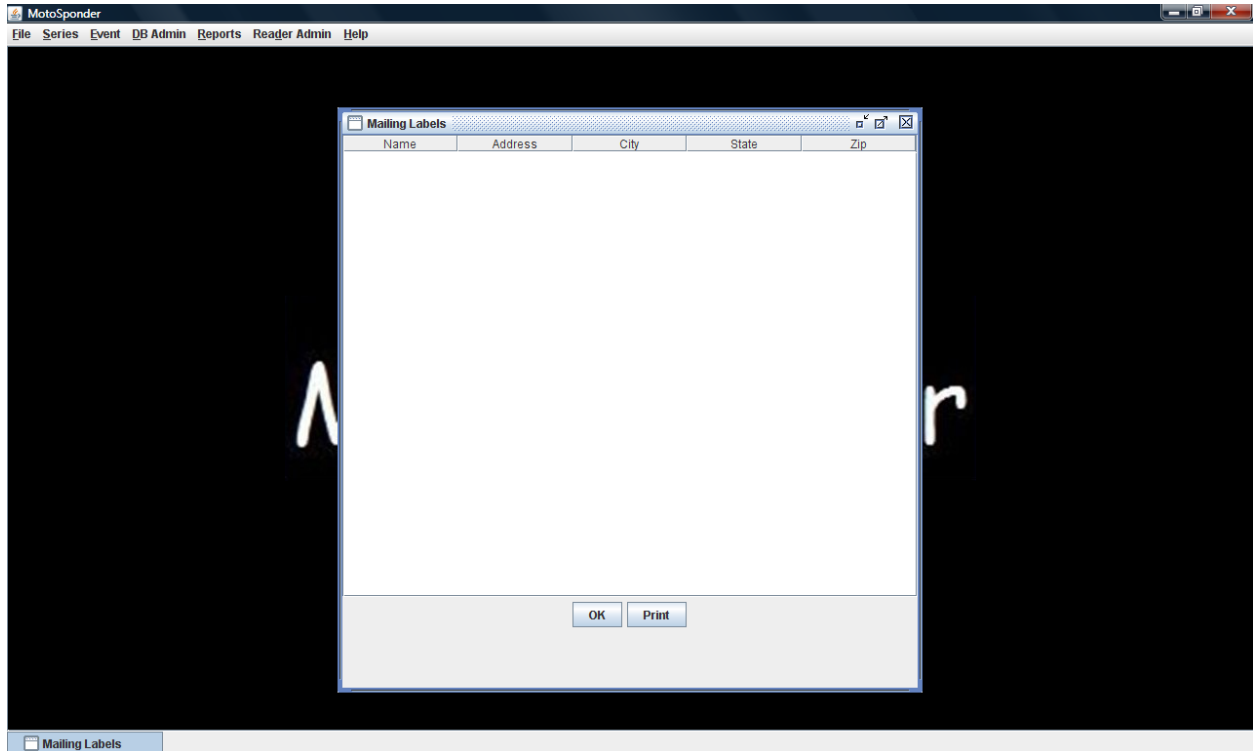 MotoSponder
File Series Event DB Admin Reports Reader Admin Help
Mailing Labels
Name Address City State Zip
OK Print
Mailing Labels